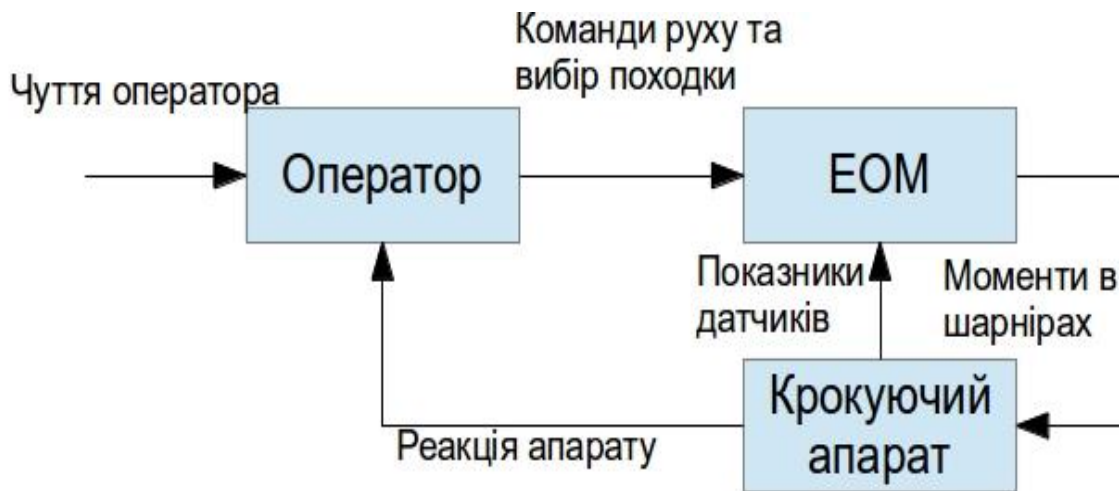 Команди руху та
вибір походки
Чуття оператора
Оператор
ЕОМ
Показники
датчиків
Моменти в
шарнірах
Крокуючий
апарат
Реакція апарату